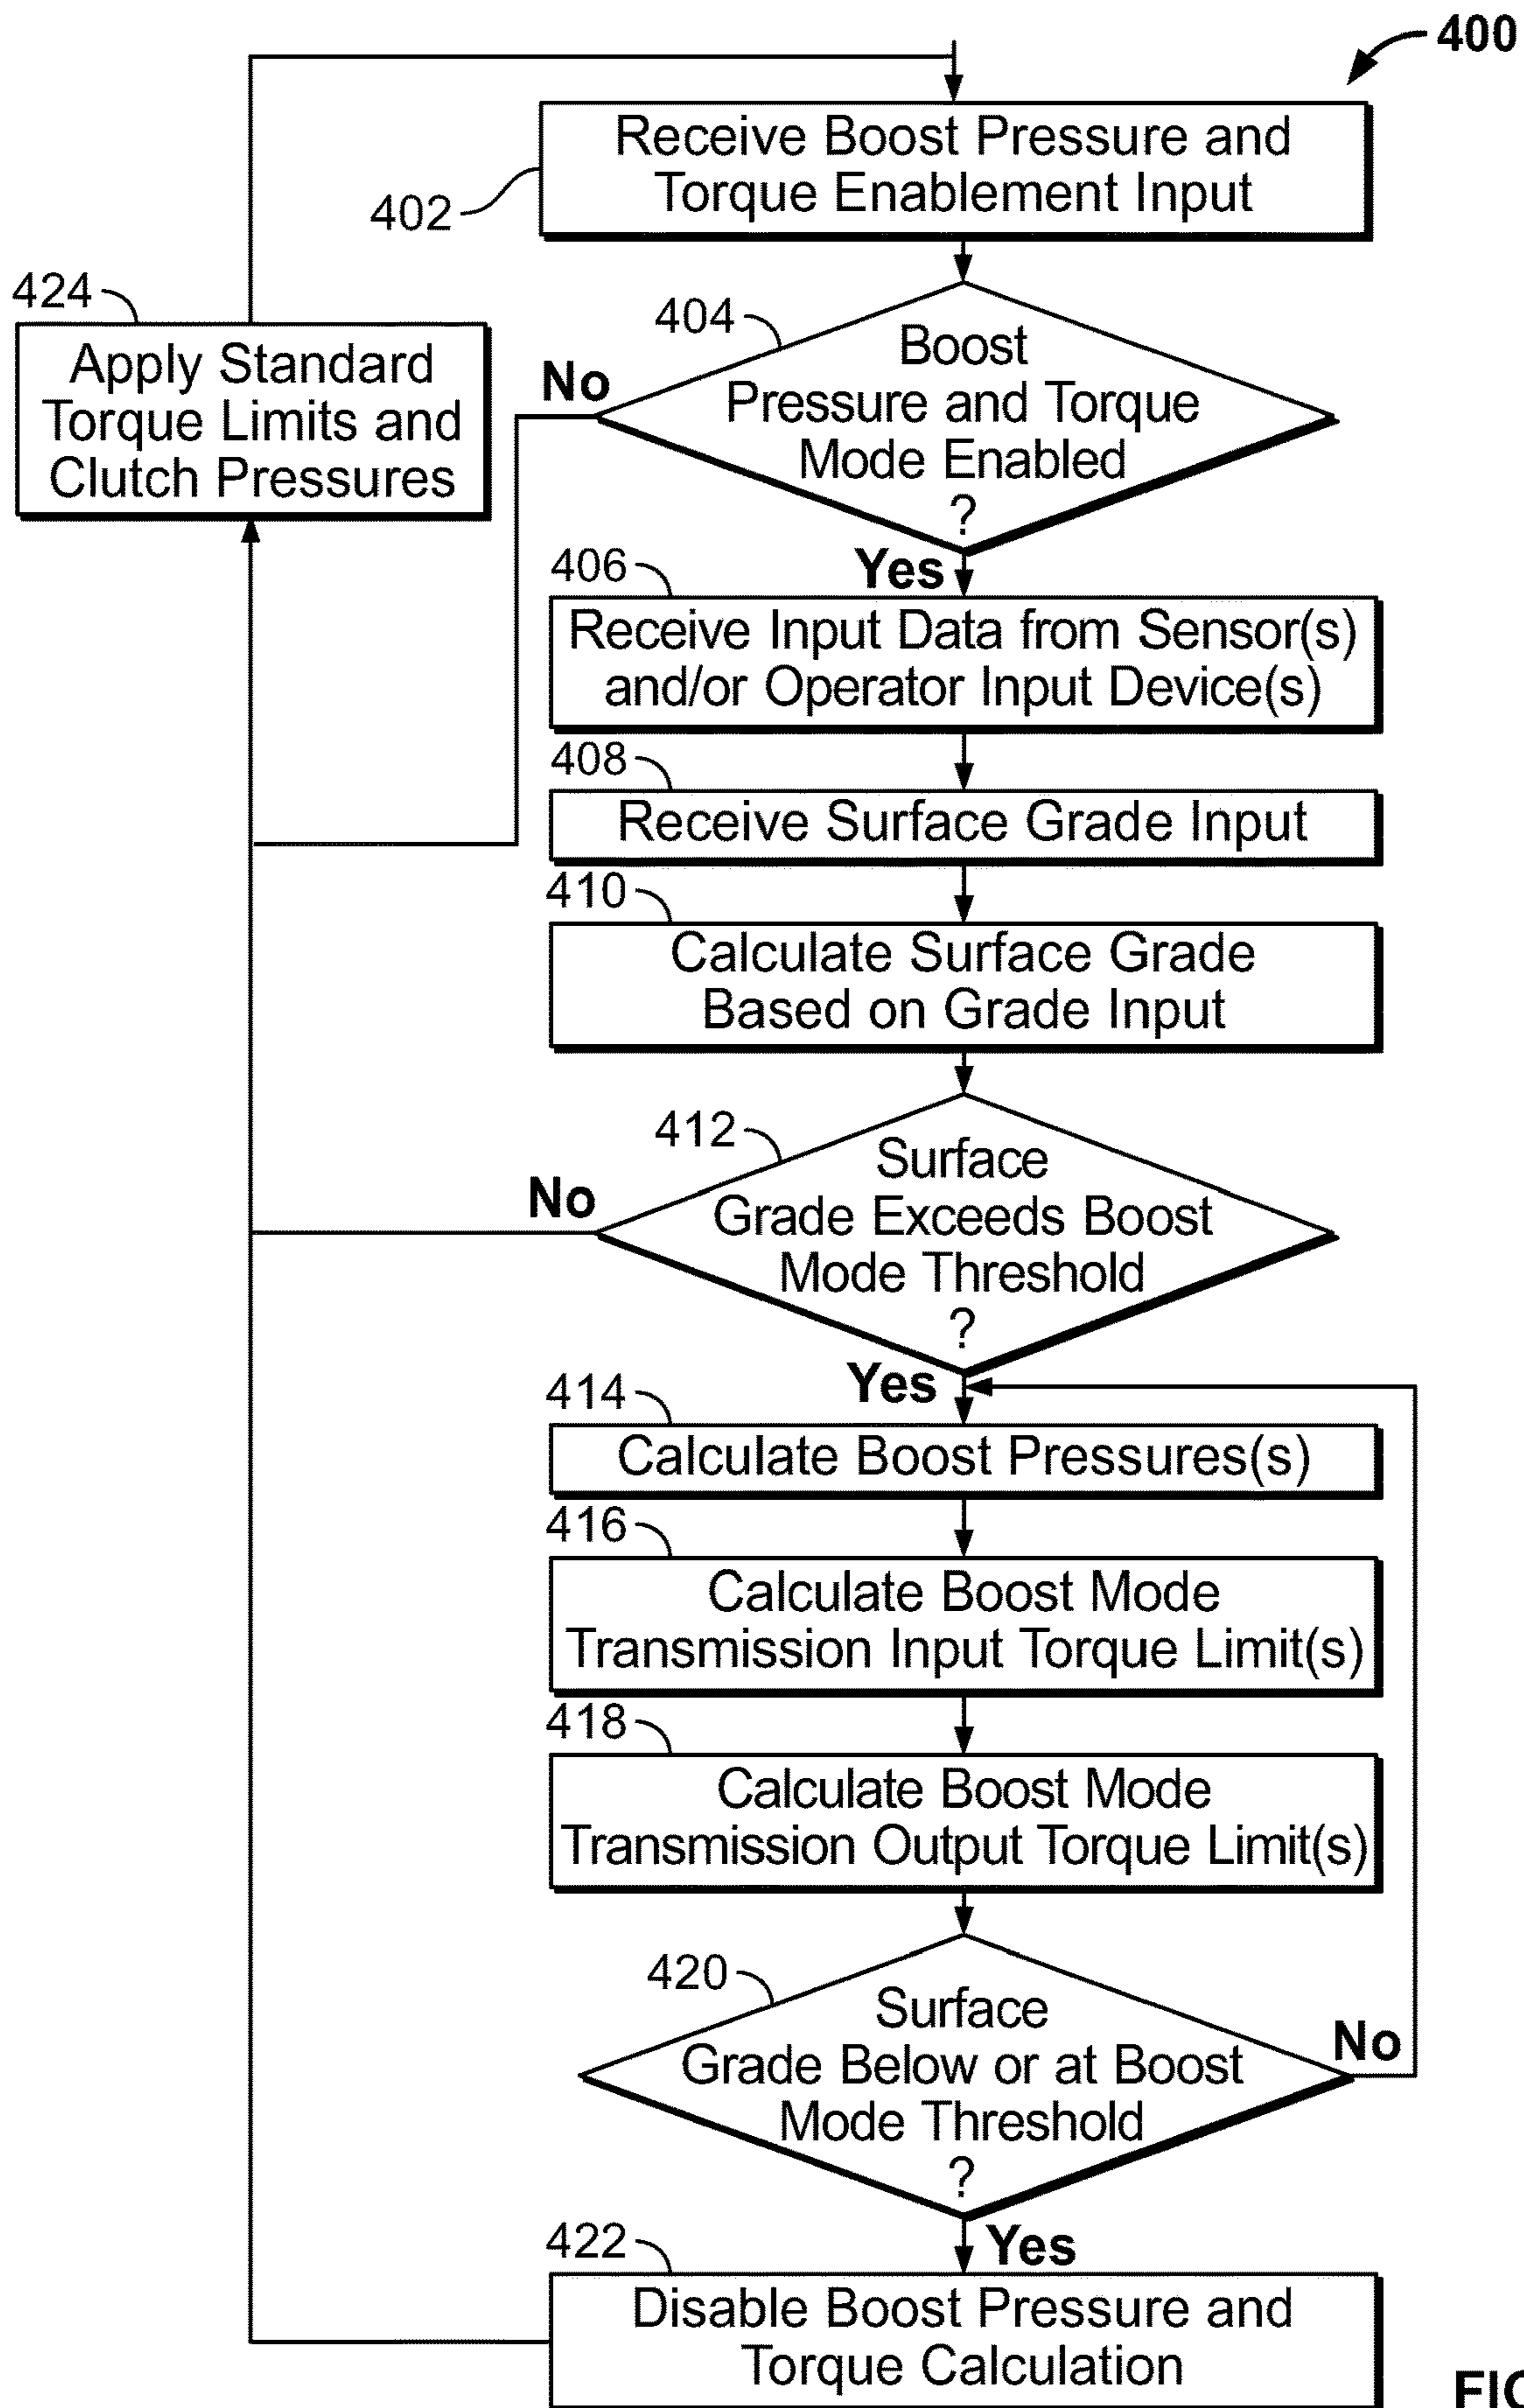 400
Receive Boost Pressure and
Torque Enablement Input
402
424
Apply Standard
Torque Limits and
Clutch Pressures
404
Boost
Pressure and Torque
Mode Enabled
?
No
Yes
406
Receive Input Data from Sensor(s)
and/or Operator Input Device(s)
408
Receive Surface Grade Input
410
Calculate Surface Grade
Based on Grade Input
412
Surface
Grade Exceeds Boost
Mode Threshold
?
No
Yes
414
Calculate Boost Pressures(s)
416
Calculate Boost Mode
Transmission Input Torque Limit(s)
418
Calculate Boost Mode
Transmission Output Torque Limit(s)
420
Surface
Grade Below or at Boost
Mode Threshold
?
No
Yes
422
Disable Boost Pressure and
Torque Calculation